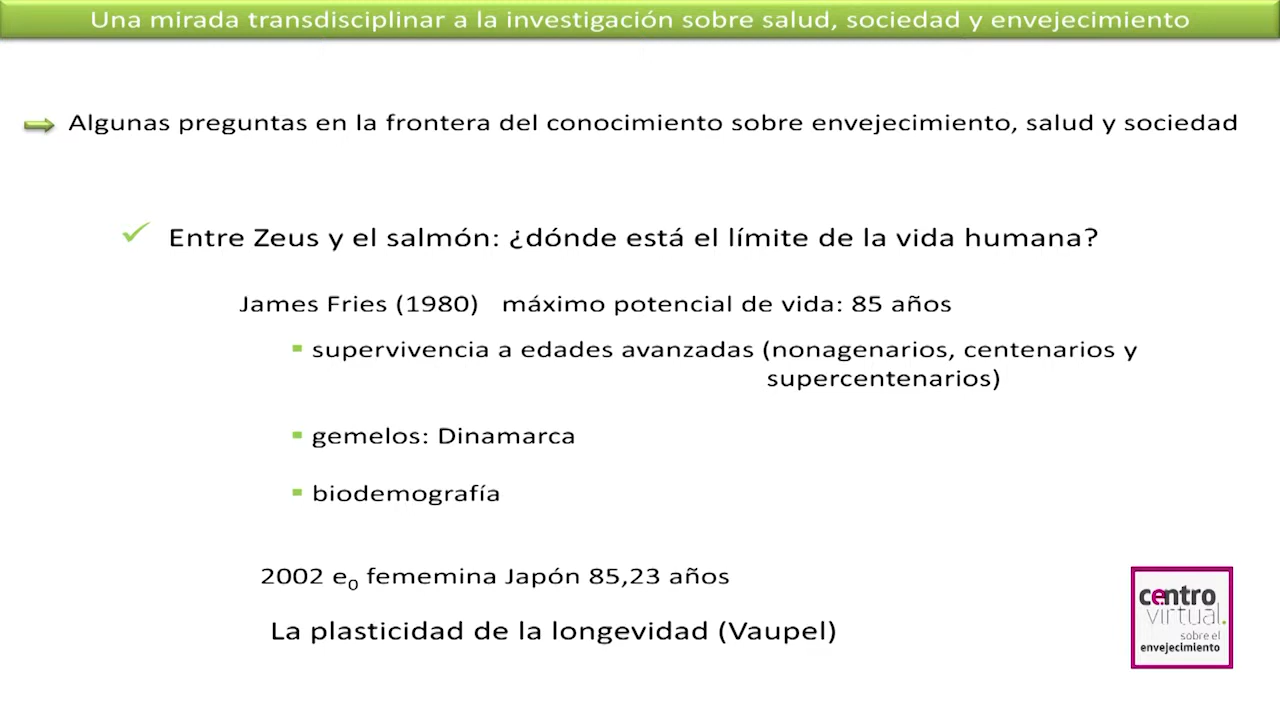 Una mirada transdisciplinar a la investigación sobre salud, sociedad y envejecimiento
Algunas preguntas en la frontera del conocimiento sobre envejecimiento, salud y sociedad
Entre Zeus y el salmón: ¿dónde está el límite de la vida humana?
James Fries (1980) máximo potencial de vida: 85 años
supervivencia a edades avanzadas (nonagenarios, centenarios y
supercentenarios)
gemelos: Dinamarca
biodemografía
2002 e₀ fememina Japón 85,23 años
La plasticidad de la longevidad (Vaupel)
centro
virtual.
sobre el
envejecimiento